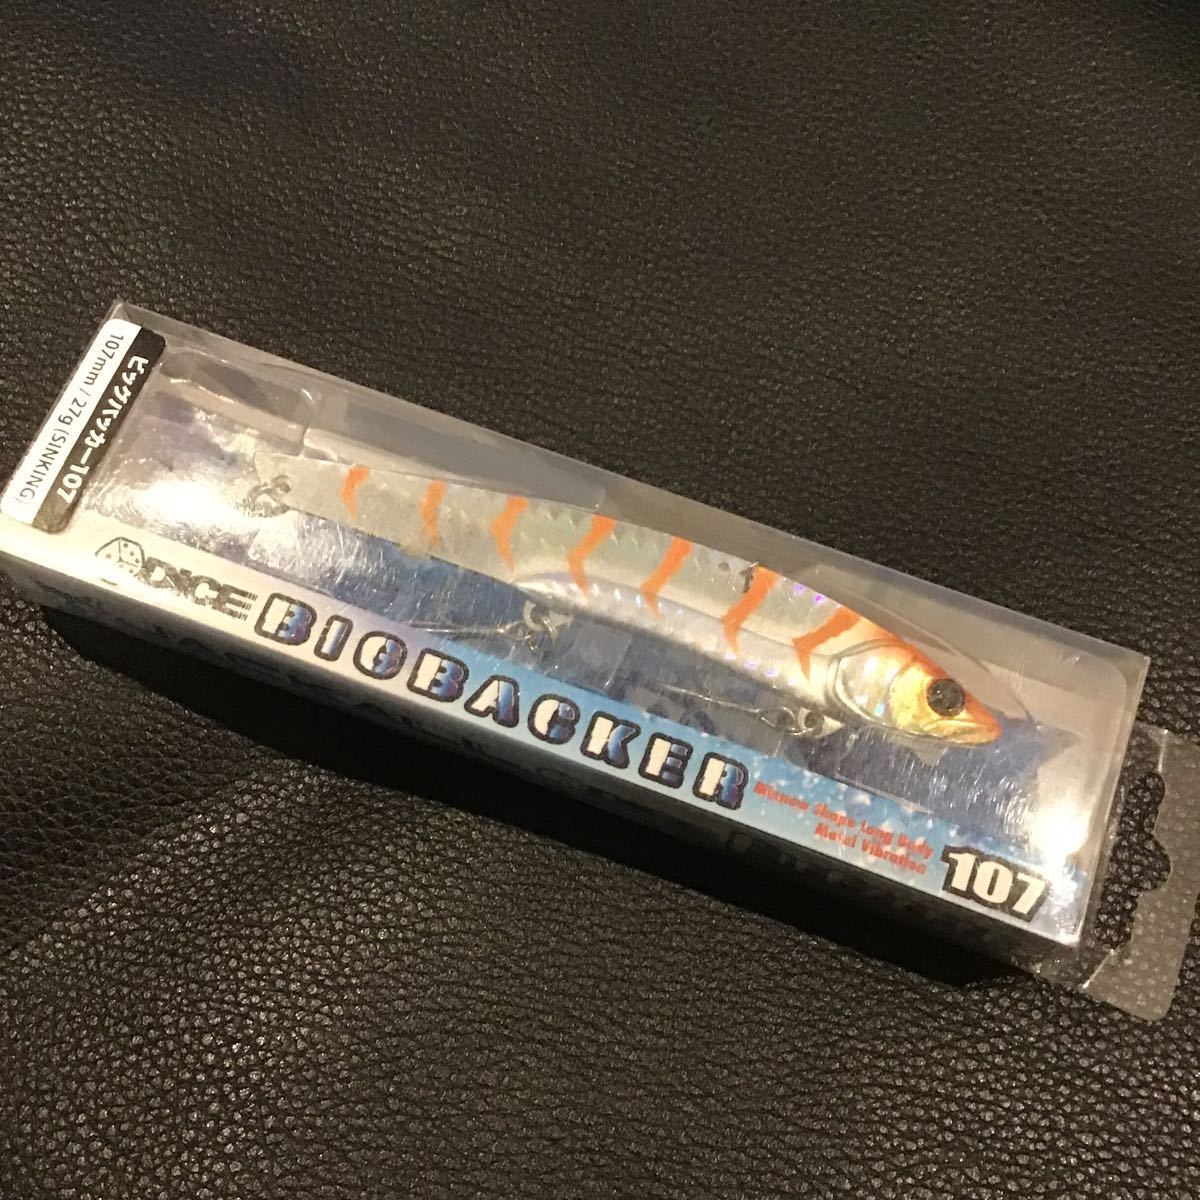 ビッグバッカー107
107mm / 27g (SINKING)
DICE
BIGBACKER
Minnow Shape Long Body
Metal Vibration
107